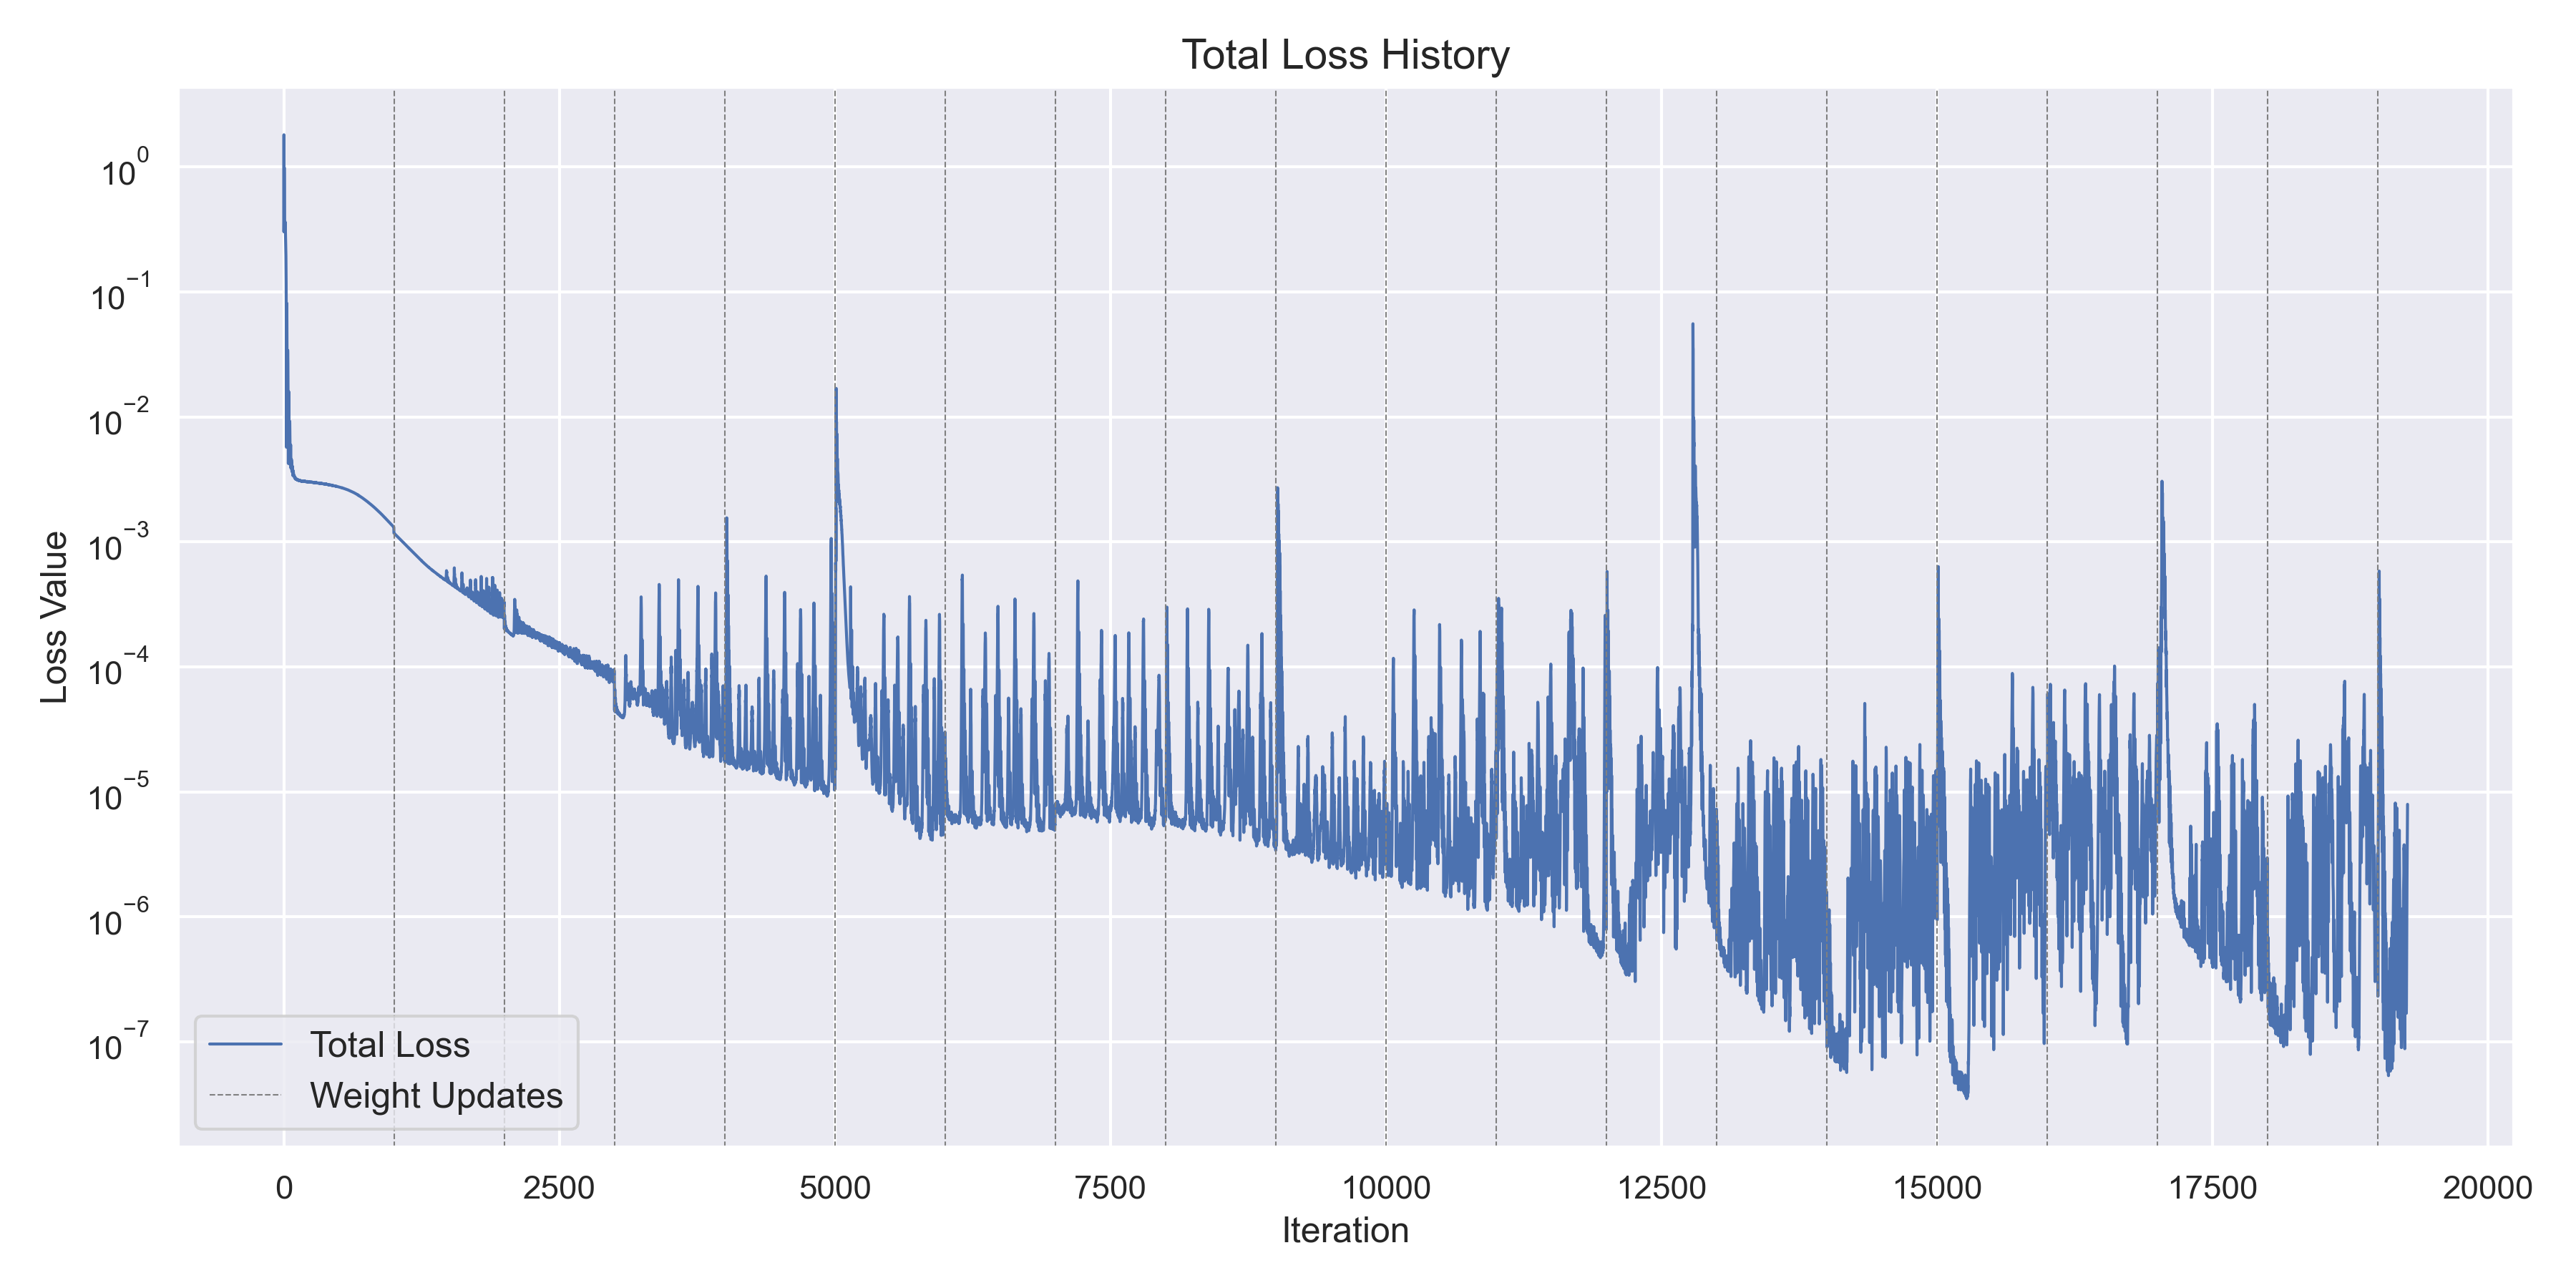 Total Loss History
10^0
10^−1
10^−2
10^−3
10^−4
10^−5
10^−6
10^−7
Loss Value
Total Loss
Weight Updates
0 2500 5000 7500 10000 12500 15000 17500 20000
Iteration